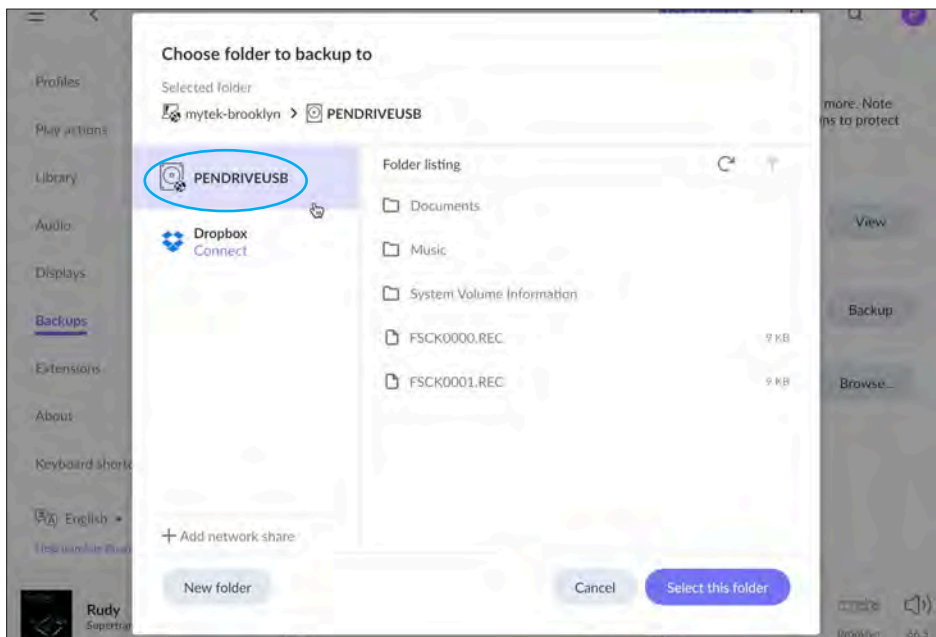 Choose folder to backup to
Selected folder
mytek-brooklyn > PENDRIVEUSB
PENDRIVEUSB
Dropbox
Connect
+ Add network share
Folder listing
Documents
Music
System Volume Information
FSCK0000.REC 9 KB
FSCK0001.REC 9 KB
New folder
Cancel
Select this folder
Profiles
Play actions
Library
Audio
Displays
Backups
Extensions
About
Keyboard
English
more. Note
to protect
View
Backup
Browse...
Rudy